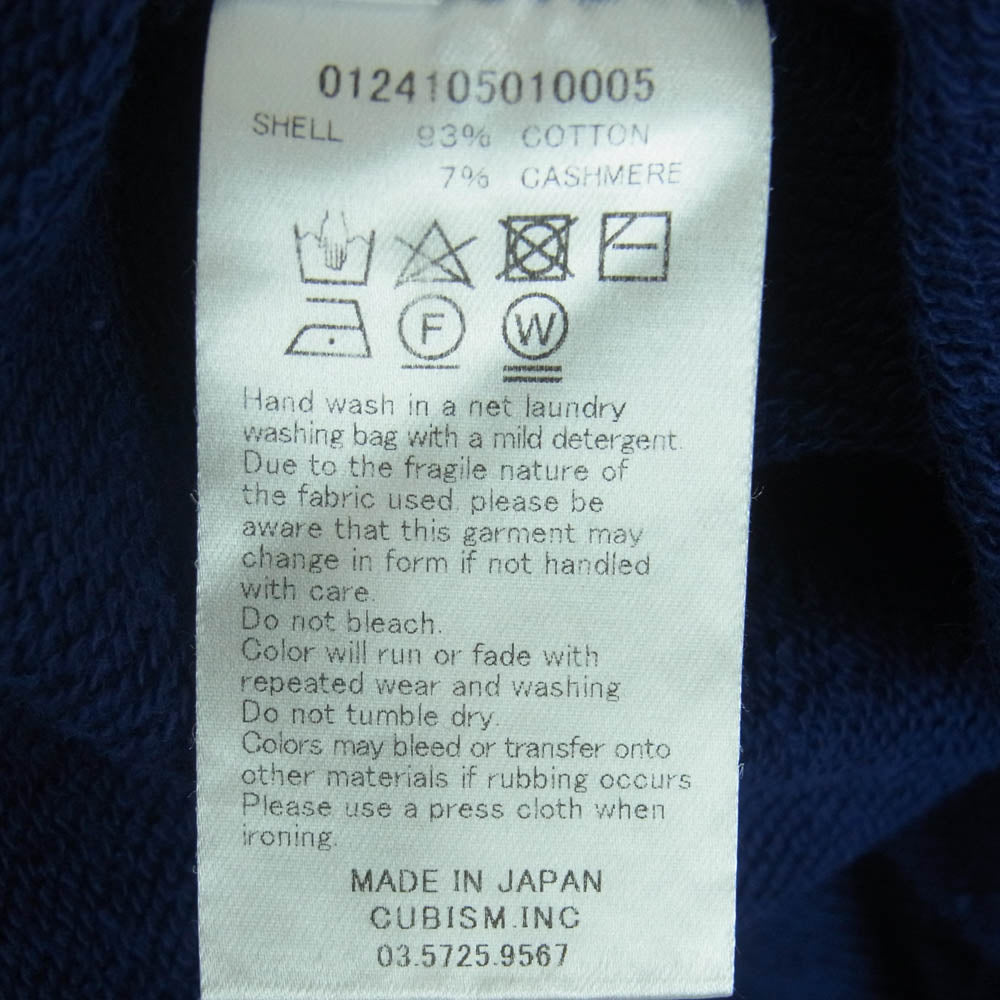 0124105010005
SHELL 93% COTTON
7% CASHMERE
F W
Hand wash in a net laundry
washing bag with a mild detergent.
Due to the fragile nature of
the fabric used, please be
aware that this garment may
change in form if not handled
with care.
Do not bleach.
Color will run or fade with
repeated wear and washing
Do not tumble dry.
Colors may bleed or transfer onto
other materials if rubbing occurs
Please use a press cloth when
ironing.
MADE IN JAPAN
CUBISM.INC
03.5725.9567